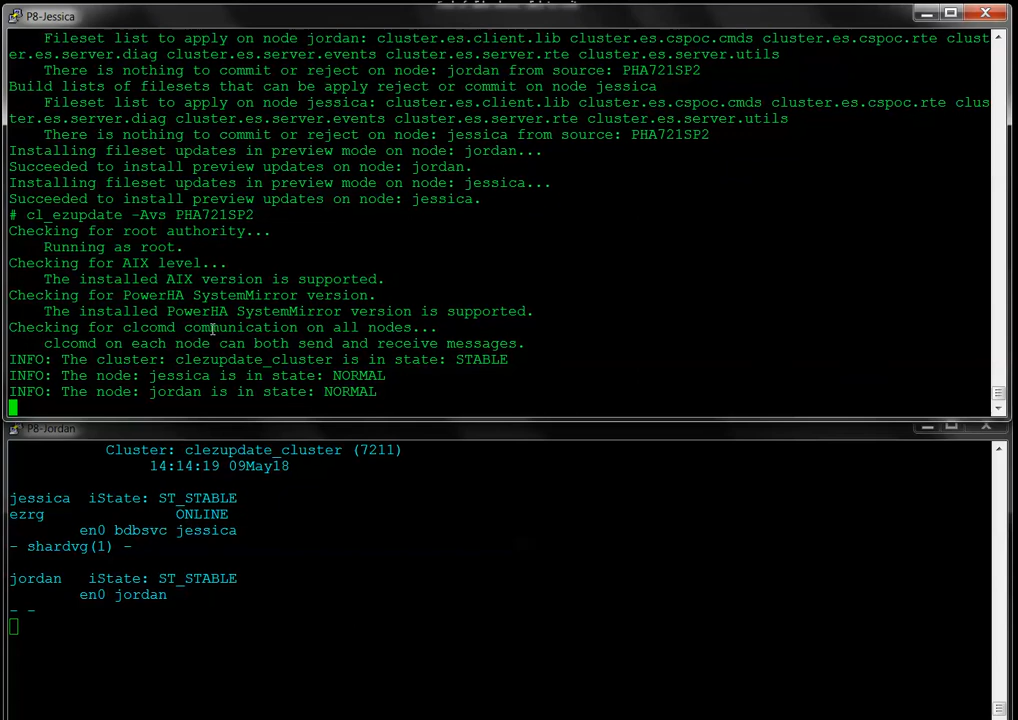 P8-Jessica
Fileset list to apply on node jordan: cluster.es.client.lib cluster.es.cspoc.cmds cluster.es.cspoc.rte clust
er.es.server.diag cluster.es.server.events cluster.es.server.rte cluster.es.server.utils
There is nothing to commit or reject on node: jordan from source: PHA721SP2
Build lists of filesets that can be apply reject or commit on node jessica
Fileset list to apply on node jessica: cluster.es.client.lib cluster.es.cspoc.cmds cluster.es.cspoc.rte clus
ter.es.server.diag cluster.es.server.events cluster.es.server.rte cluster.es.server.utils
There is nothing to commit or reject on node: jessica from source: PHA721SP2
Installing fileset updates in preview mode on node: jordan...
Succeeded to install preview updates on node: jordan.
Installing fileset updates in preview mode on node: jessica...
Succeeded to install preview updates on node: jessica.
# cl_ezupdate -Avs PHA721SP2
Checking for root authority...
Running as root.
Checking for AIX level...
The installed AIX version is supported.
Checking for PowerHA SystemMirror version.
The installed PowerHA SystemMirror version is supported.
Checking for clcomd communication on all nodes...
clcomd on each node can both send and receive messages.
INFO: The cluster: clezupdate_cluster is in state: STABLE
INFO: The node: jessica is in state: NORMAL
INFO: The node: jordan is in state: NORMAL
P8-Jordan
Cluster: clezupdate_cluster (7211)
14:14:19 09May18
jessica iState: ST_STABLE
ezrg ONLINE
en0 bdbsvc jessica
- shardvg(1) -
jordan iState: ST_STABLE
en0 jordan
- -